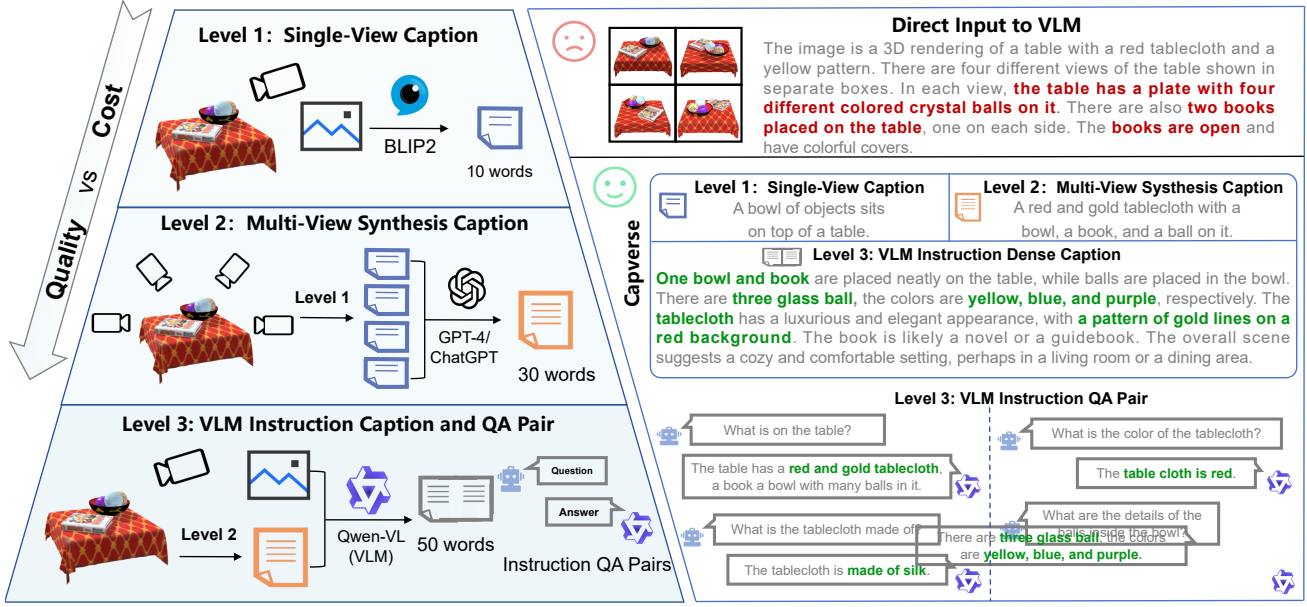 Quality vs Cost
Level 1: Single-View Caption
BLIP2
10 words
Level 2: Multi-View Synthesis Caption
Level 1
GPT-4/
ChatGPT
30 words
Level 3: VLM Instruction Caption and QA Pair
Level 2
Qwen-VL
(VLM)
50 words
Question
Answer
Instruction QA Pairs
Direct Input to VLM
The image is a 3D rendering of a table with a red tablecloth and a
yellow pattern. There are four different views of the table shown in
separate boxes. In each view, the table has a plate with four
different colored crystal balls on it. There are also two books
placed on the table, one on each side. The books are open and
have colorful covers.
Capverse
Level 1: Single-View Caption
A bowl of objects sits
on top of a table.
Level 2: Multi-View Systhesis Caption
A red and gold tablecloth with a
bowl, a book, and a ball on it.
Level 3: VLM Instruction Dense Caption
One bowl and book are placed neatly on the table, while balls are placed in the bowl.
There are three glass ball, the colors are yellow, blue, and purple, respectively. The
tablecloth has a luxurious and elegant appearance, with a pattern of gold lines on a
red background. The book is likely a novel or a guidebook. The overall scene
suggests a cozy and comfortable setting, perhaps in a living room or a dining area.
Level 3: VLM Instruction QA Pair
What is on the table?
The table has a red and gold tablecloth,
a book a bowl with many balls in it.
What is the color of the tablecloth?
The table cloth is red.
What is the tablecloth made of?
The tablecloth is made of silk.
What are the details of the
balls inside the bowl?
There are three glass ball, the colors
are yellow, blue, and purple.